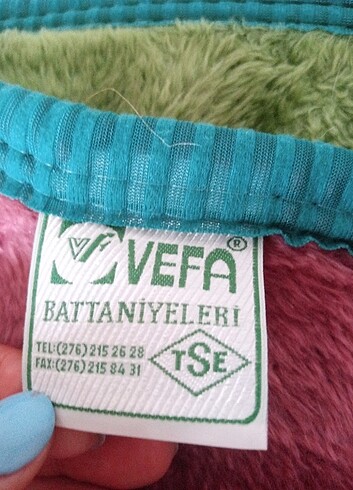 VEFA®
BATTANİYELERİ
TEL:(276) 215 26 28
FAX:(276) 215 84 31
TSE